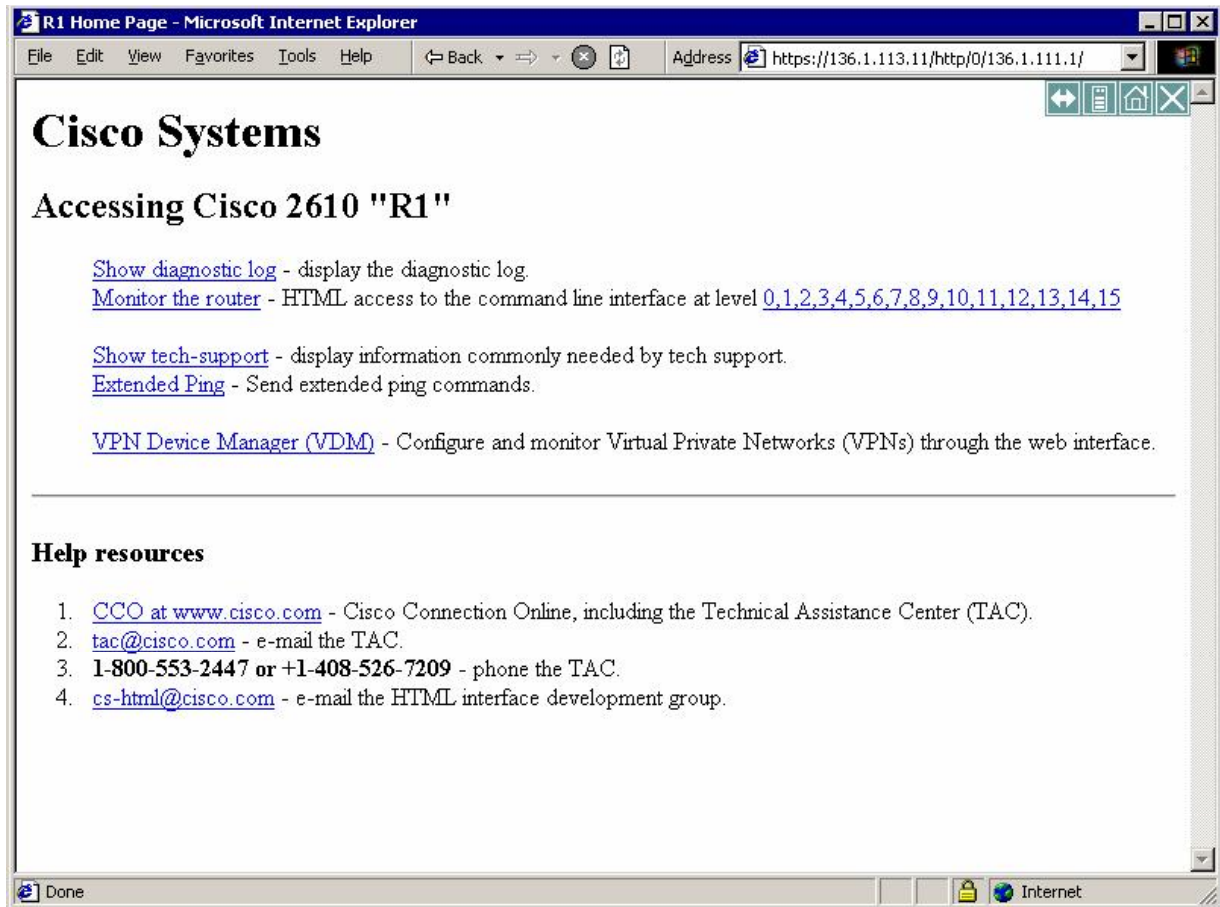 R1 Home Page - Microsoft Internet Explorer
File Edit View Favorites Tools Help Back Address https://136.1.113.11/http/0/136.1.111.1/
Cisco Systems
Accessing Cisco 2610 "R1"
Show diagnostic log - display the diagnostic log.
Monitor the router - HTML access to the command line interface at level 0,1,2,3,4,5,6,7,8,9,10,11,12,13,14,15
Show tech-support - display information commonly needed by tech support.
Extended Ping - Send extended ping commands.
VPN Device Manager (VDM) - Configure and monitor Virtual Private Networks (VPNs) through the web interface.
Help resources
1. CCO at www.cisco.com - Cisco Connection Online, including the Technical Assistance Center (TAC).
2. tac@cisco.com - e-mail the TAC.
3. 1-800-553-2447 or +1-408-526-7209 - phone the TAC.
4. cs-html@cisco.com - e-mail the HTML interface development group.
Done Internet